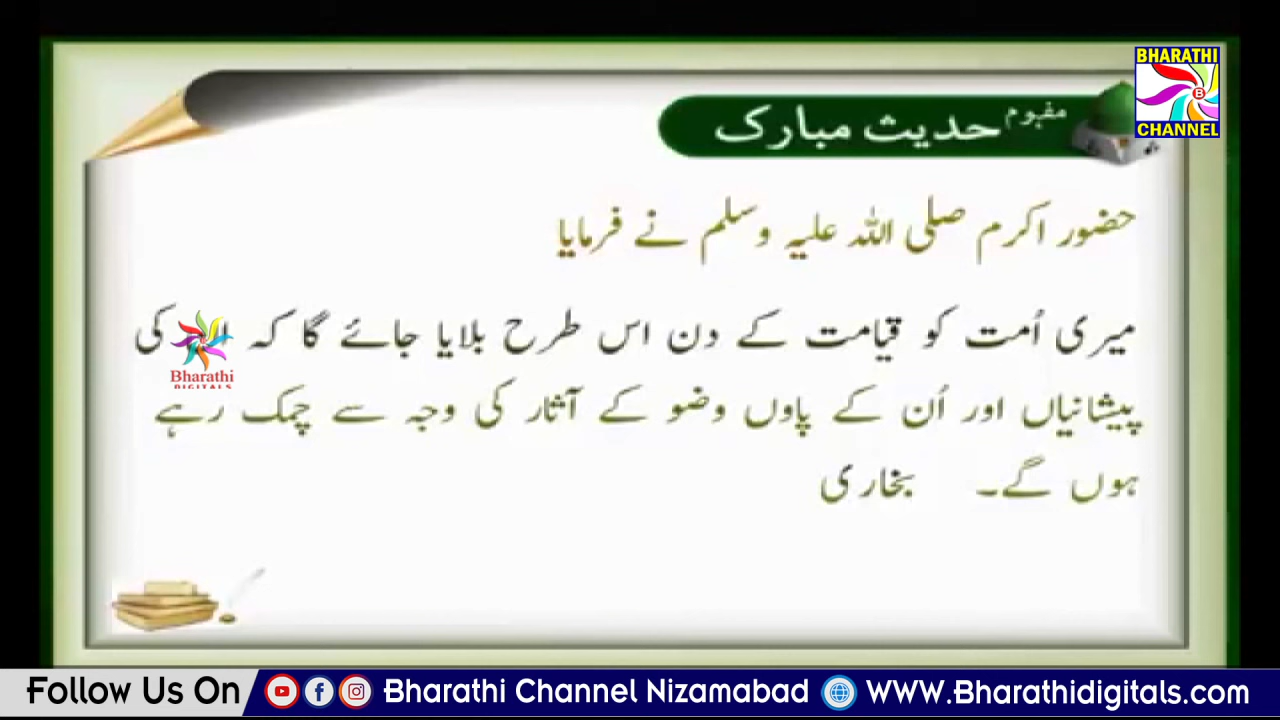 BHARATHI
CHANNEL
مفہوم حدیث مبارک
حضور اکرم صلی اللہ علیہ وسلم نے فرمایا
میری اُمت کو قیامت کے دن اس طرح بلایا جائے گا کہ کی
Bharathi
DIGITALS
پیشانیاں اور اُن کے پاوں وضو کے آثار کی وجہ سے چمک رہے
ہوں گے۔ بخاری
Follow Us On Bharathi Channel Nizamabad WWW.Bharathidigitals.com